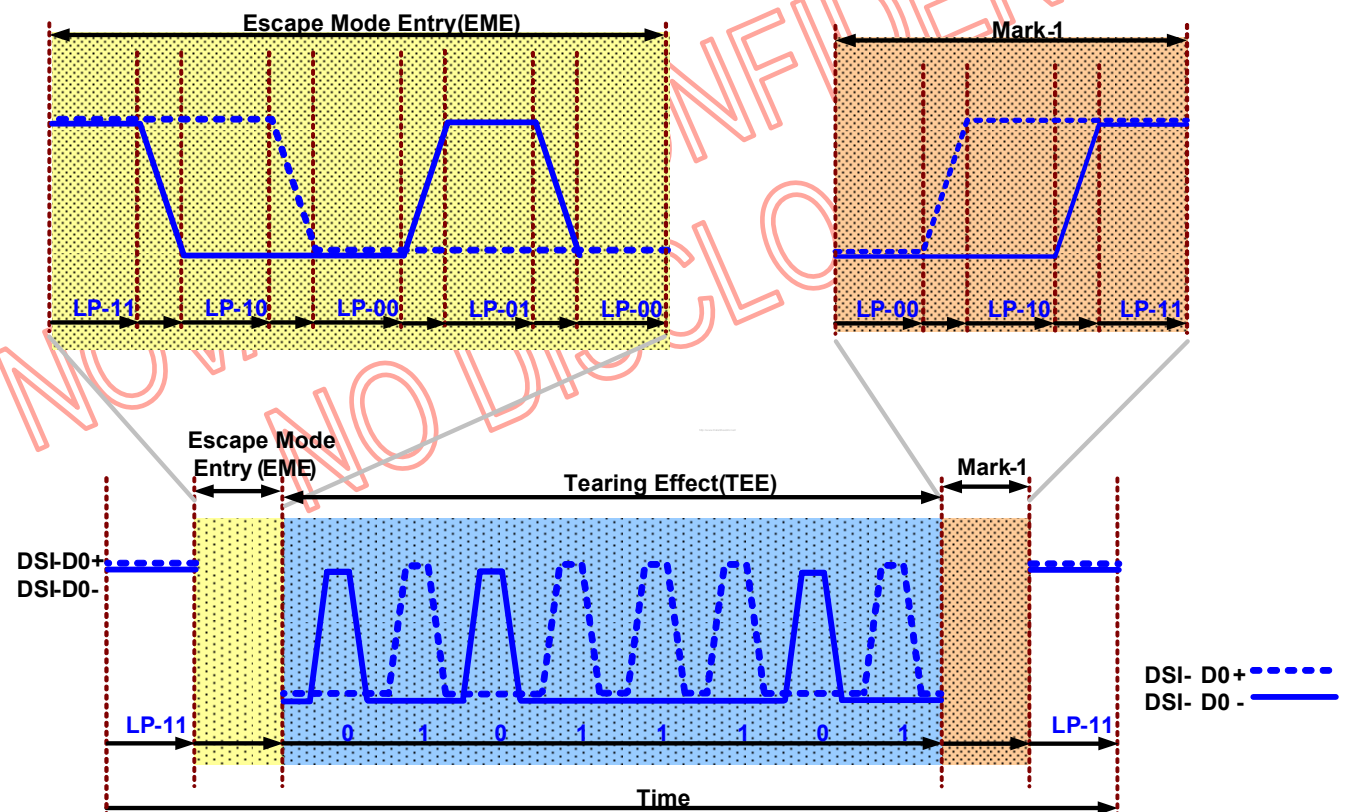 Escape Mode Entry(EME)
Mark-1
LP-11 LP-10 LP-00 LP-01 LP-00
LP-00 LP-10 LP-11
Escape Mode
Entry (EME)
Tearing Effect(TEE)
Mark-1
DSI-D0+
DSI-D0-
DSI- D0+
DSI- D0 -
LP-11 0 1 0 1 1 1 0 1 LP-11
Time
NO DISCLO